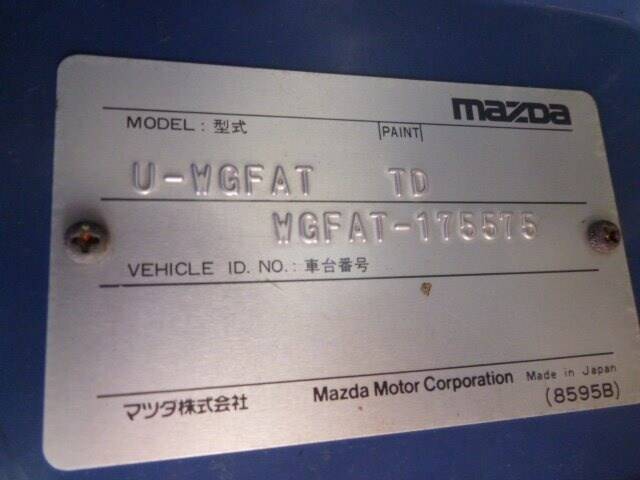 mazda
MODEL : 型式 PAINT
U-WGFAT TD
WGFAT-175575
VEHICLE ID. NO.: 車台番号
マツダ株式会社 Mazda Motor Corporation Made in Japan
(8595B)